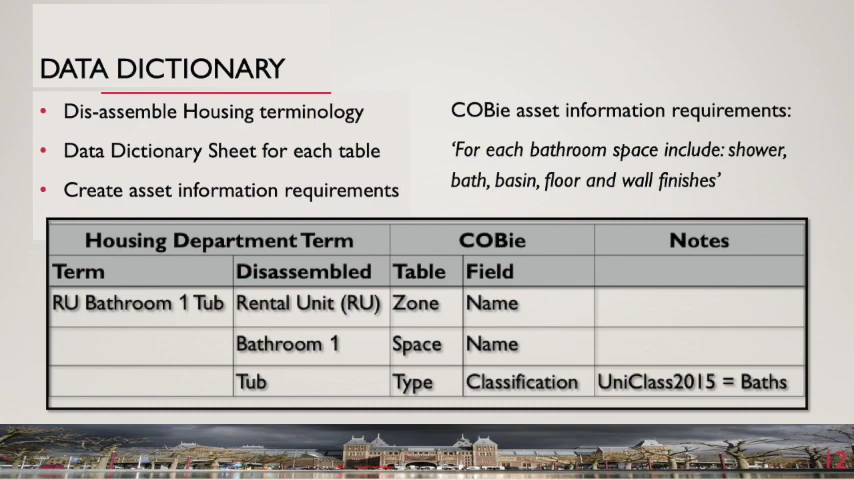 DATA DICTIONARY
• Dis-assemble Housing terminology
• Data Dictionary Sheet for each table
• Create asset information requirements
COBie asset information requirements:
‘For each bathroom space include: shower,
bath, basin, floor and wall finishes’
Housing Department Term COBie Notes
Term Disassembled Table Field
RU Bathroom 1 Tub Rental Unit (RU) Zone Name
Bathroom 1 Space Name
Tub Type Classification UniClass2015 = Baths